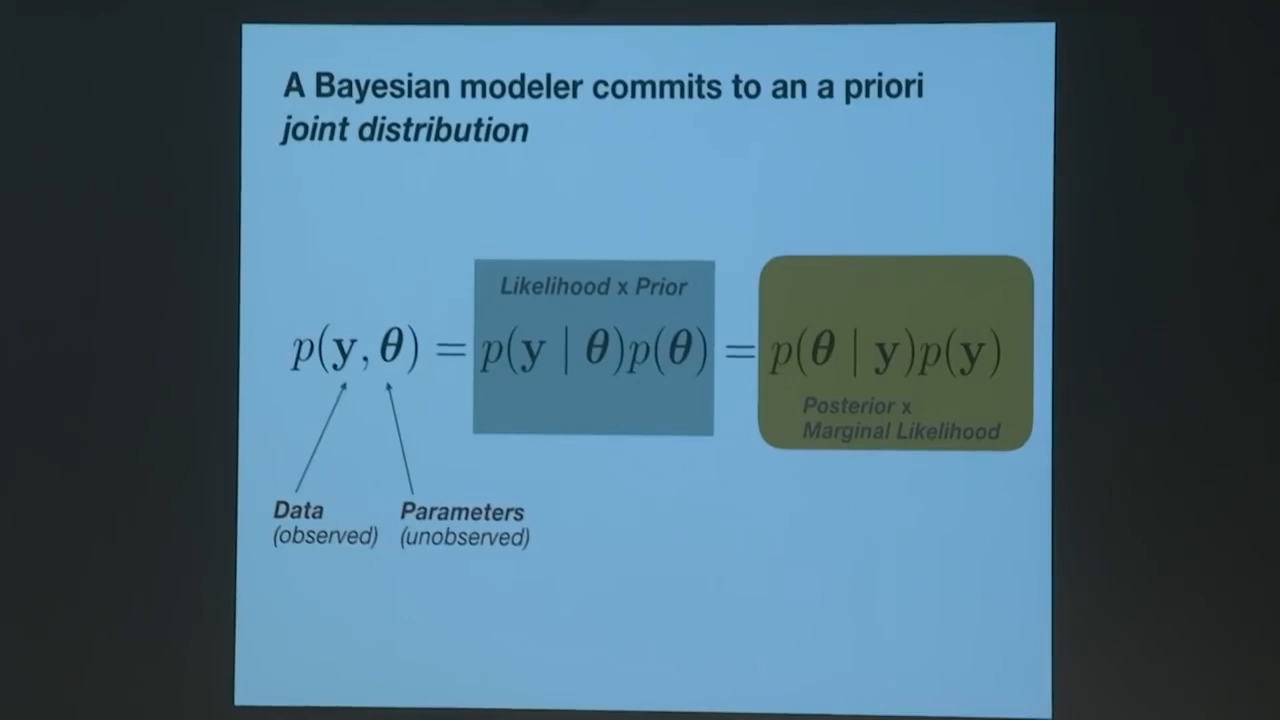 A Bayesian modeler commits to an a priori
joint distribution
Likelihood x Prior
p(y, θ) = p(y | θ)p(θ) = p(θ | y)p(y)
Posterior x
Marginal Likelihood
Data
(observed)
Parameters
(unobserved)